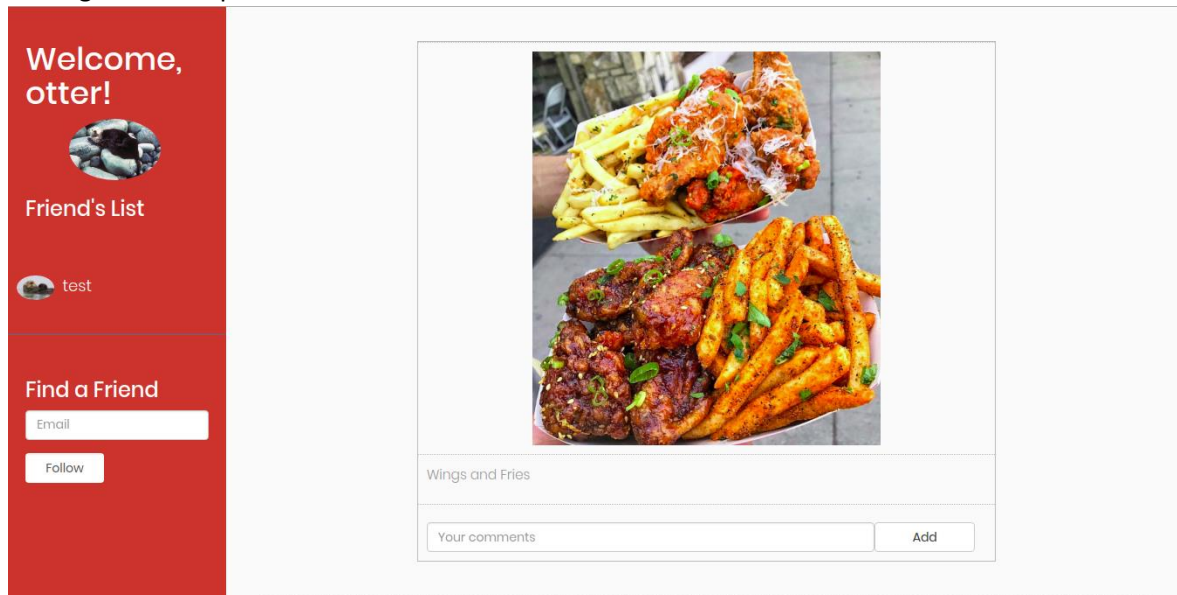 Welcome,
otter!
Friend's List
test
Find a Friend
Email
Follow
Wings and Fries
Your comments
Add